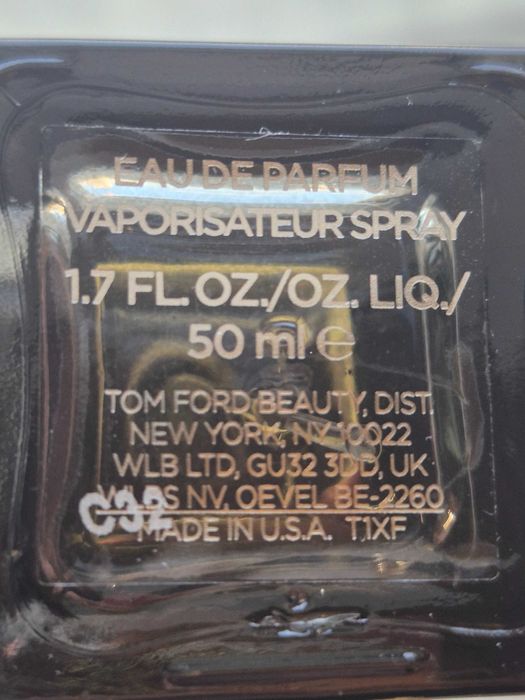 EAU DE PARFUM
VAPORISATEUR SPRAY
1.7 FL. OZ./OZ. LIQ./
50 ml ℮
TOM FORD BEAUTY, DIST.
NEW YORK, NY 10022
WLB LTD, GU32 3DD, UK
NV, OEVEL BE-2260
C32
MADE IN U.S.A. T1XF